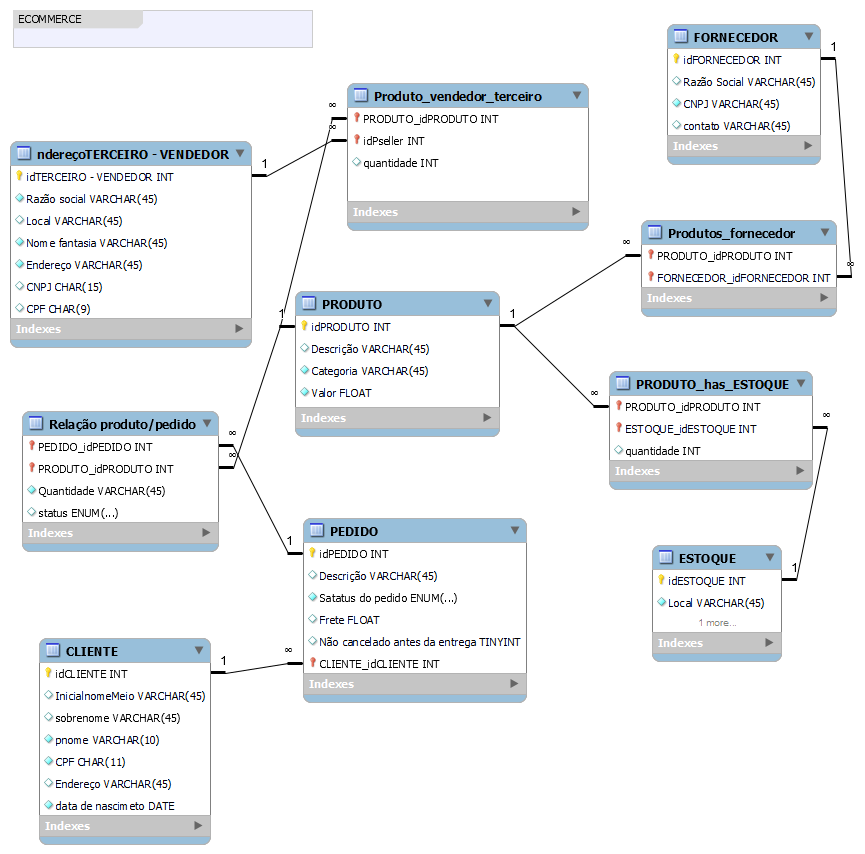 ECOMMERCE
FORNECEDOR
idFORNECEDOR INT
Razão Social VARCHAR(45)
CNPJ VARCHAR(45)
contato VARCHAR(45)
Indexes
1
∞
Produto_vendedor_terceiro
PRODUTO_idPRODUTO INT
idPseller INT
quantidade INT
Indexes
∞
∞
ndereçoTERCEIRO - VENDEDOR
idTERCEIRO - VENDEDOR INT
Razão social VARCHAR(45)
Local VARCHAR(45)
Nome fantasia VARCHAR(45)
Endereço VARCHAR(45)
CNPJ CHAR(15)
CPF CHAR(9)
Indexes
1
Produtos_fornecedor
PRODUTO_idPRODUTO INT
FORNECEDOR_idFORNECEDOR INT
Indexes
∞
PRODUTO
idPRODUTO INT
Descrição VARCHAR(45)
Categoria VARCHAR(45)
Valor FLOAT
Indexes
1
1
PRODUTO_has_ESTOQUE
PRODUTO_idPRODUTO INT
ESTOQUE_idESTOQUE INT
quantidade INT
Indexes
∞
∞
Relação produto/pedido
PEDIDO_idPEDIDO INT
PRODUTO_idPRODUTO INT
Quantidade VARCHAR(45)
status ENUM(...)
Indexes
∞
∞
PEDIDO
idPEDIDO INT
Descrição VARCHAR(45)
Satatus do pedido ENUM(...)
Frete FLOAT
Não cancelado antes da entrega TINYINT
CLIENTE_idCLIENTE INT
Indexes
1
∞
ESTOQUE
idESTOQUE INT
Local VARCHAR(45)
1 more...
Indexes
1
CLIENTE
idCLIENTE INT
InicialnomeMeio VARCHAR(45)
sobrenome VARCHAR(45)
pnome VARCHAR(10)
CPF CHAR(11)
Endereço VARCHAR(45)
data de nascimeto DATE
Indexes
1